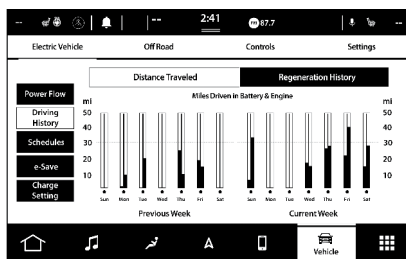 -- 2:41 FM 87.7 --
Electric Vehicle Off Road Controls Settings
Distance Traveled Regeneration History
Miles Driven in Battery & Engine
Power Flow
Driving History
Schedules
e-Save
Charge Setting
mi mi
50 50
40 40
30 30
20 20
10 10
Sun Mon Tue Wed Thu Fri Sat Sun Mon Tue Wed Thu Fri Sat
Previous Week Current Week
Vehicle